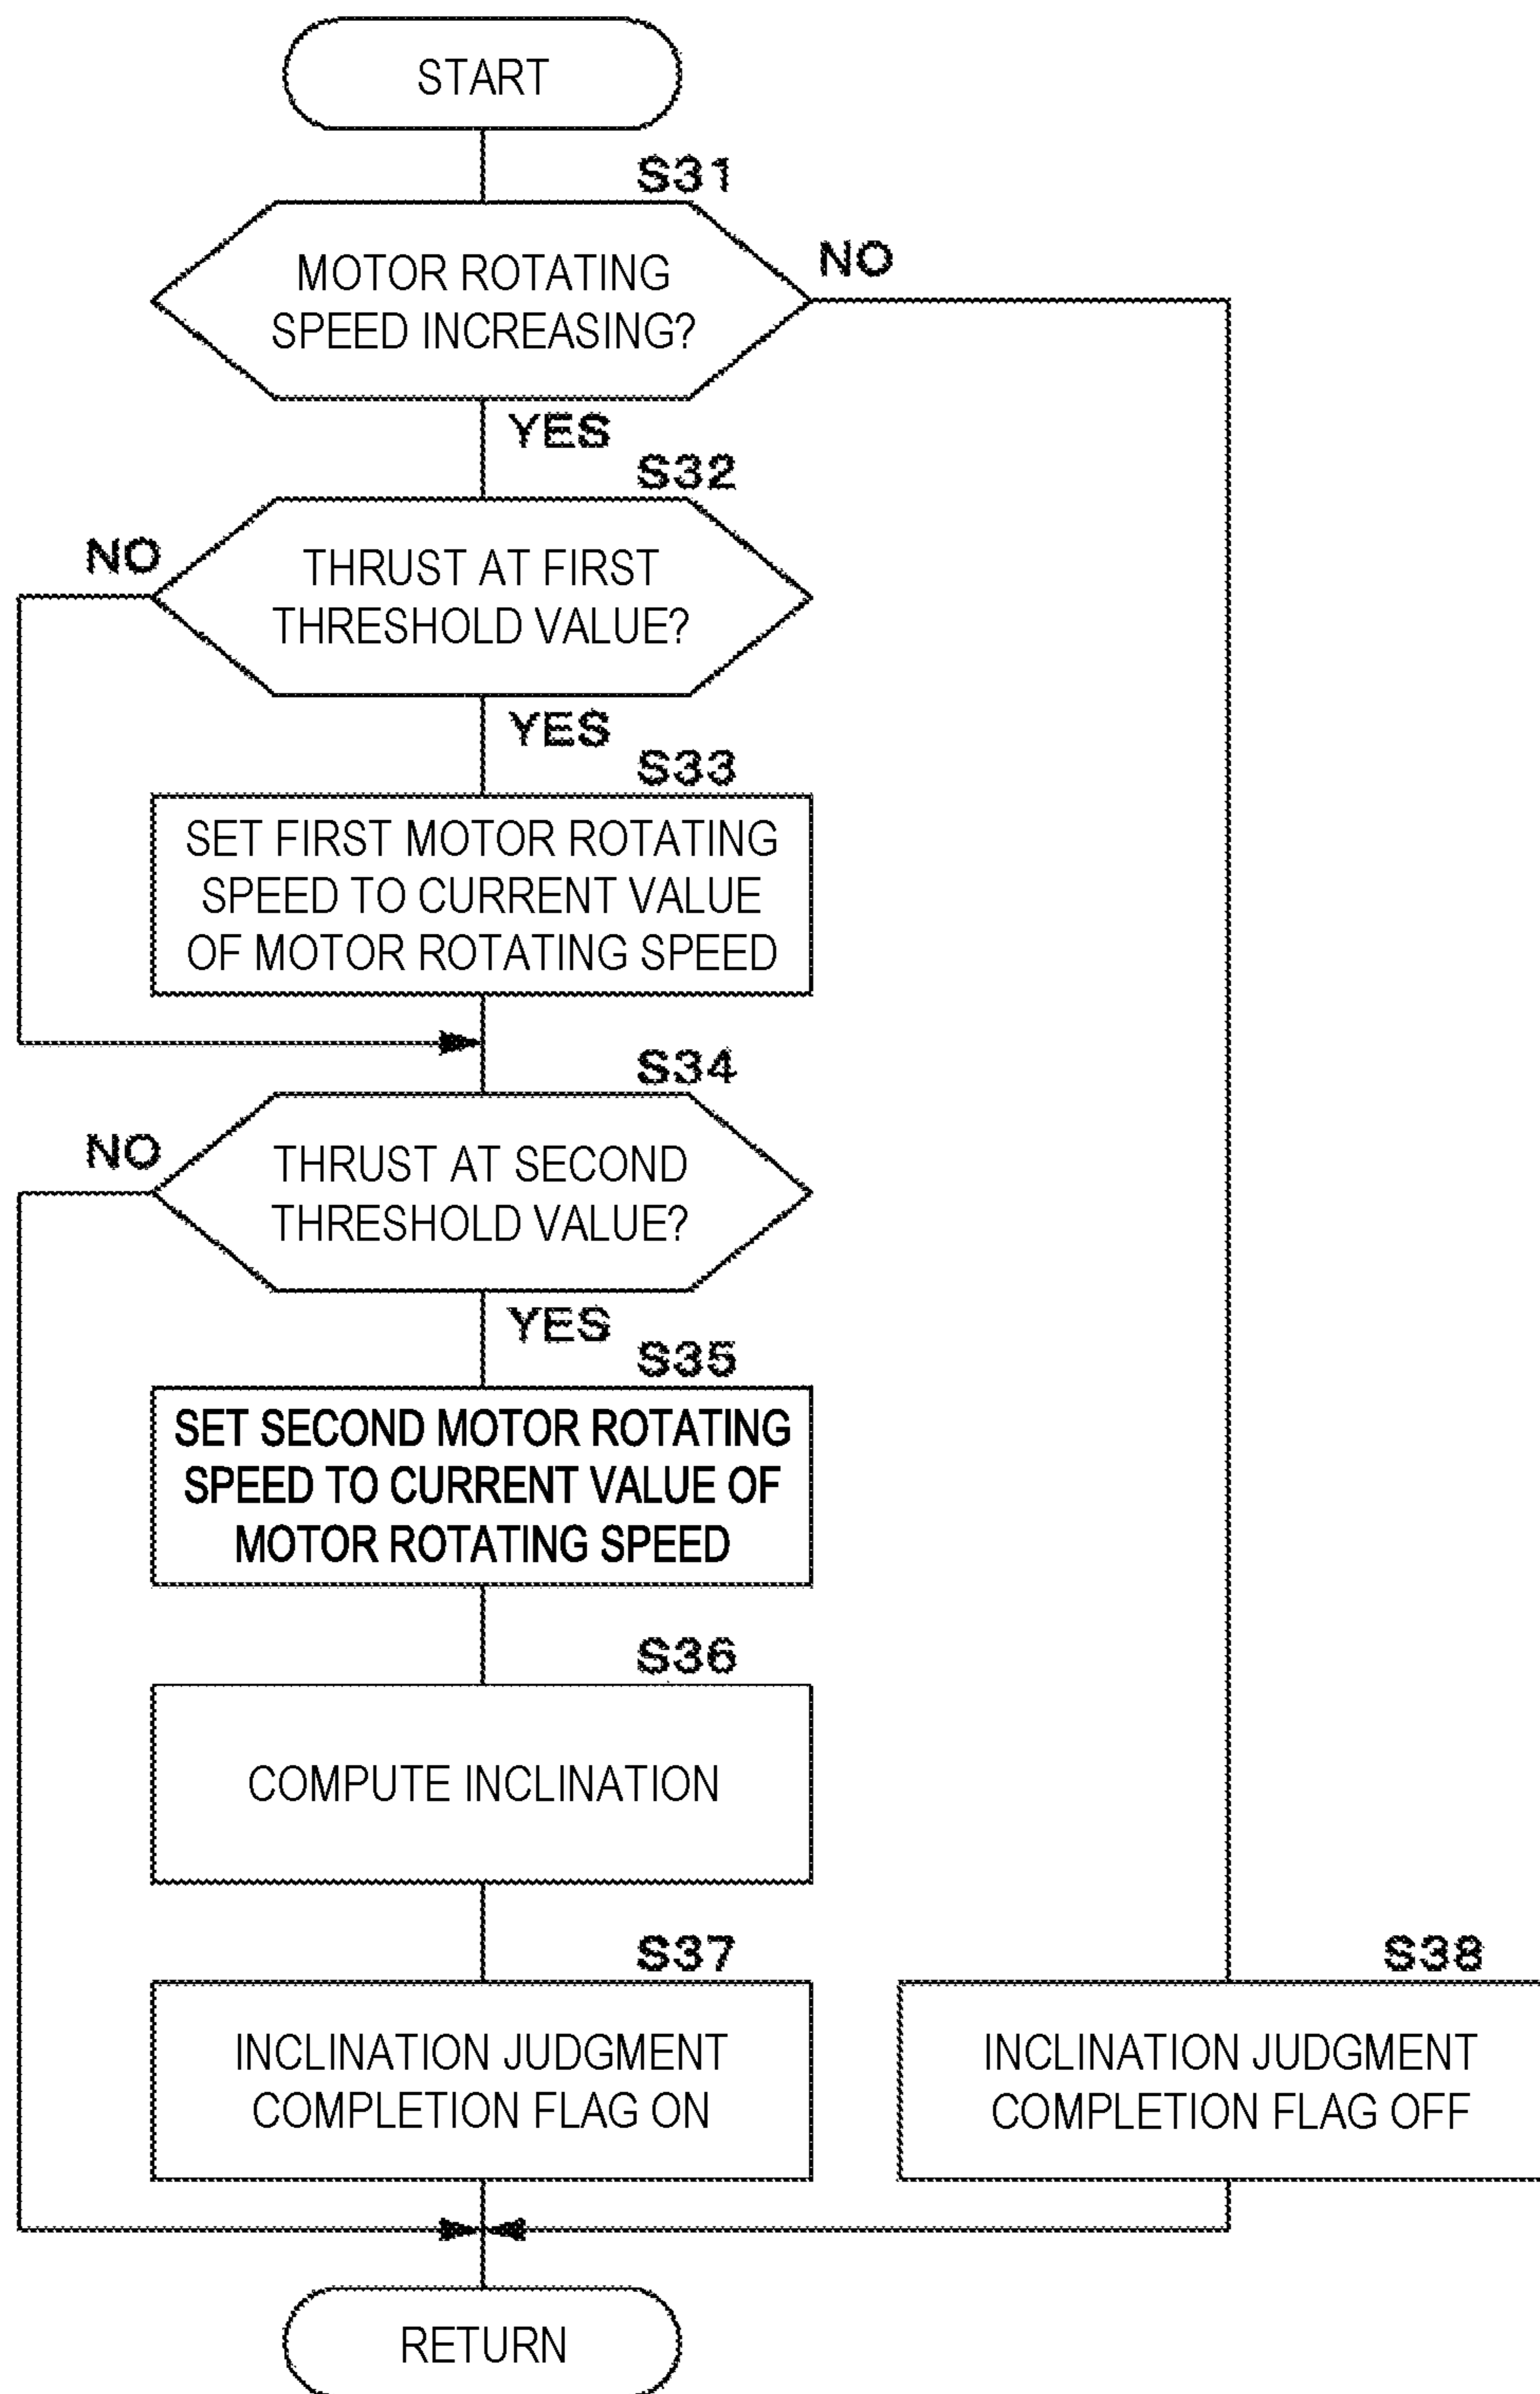 START
S31
MOTOR ROTATING
SPEED INCREASING?
NO
YES
S32
NO
THRUST AT FIRST
THRESHOLD VALUE?
YES
S33
SET FIRST MOTOR ROTATING
SPEED TO CURRENT VALUE
OF MOTOR ROTATING SPEED
S34
NO
THRUST AT SECOND
THRESHOLD VALUE?
YES
S35
SET SECOND MOTOR ROTATING
SPEED TO CURRENT VALUE OF
MOTOR ROTATING SPEED
S36
COMPUTE INCLINATION
S37
INCLINATION JUDGMENT
COMPLETION FLAG ON
S38
INCLINATION JUDGMENT
COMPLETION FLAG OFF
RETURN